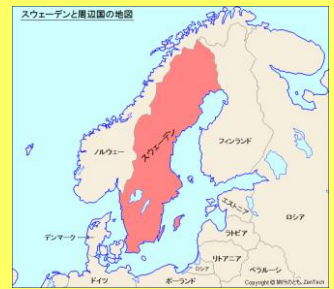 スウェーデンと周辺国の地図
スウェーデン
ノルウェー
フィンランド
エストニア
ロシア
デンマーク
ラトビア
リトアニア
ロシア
ドイツ
ポーランド
ベラルーシ
Copyright © 旅行のとも、ZenTech